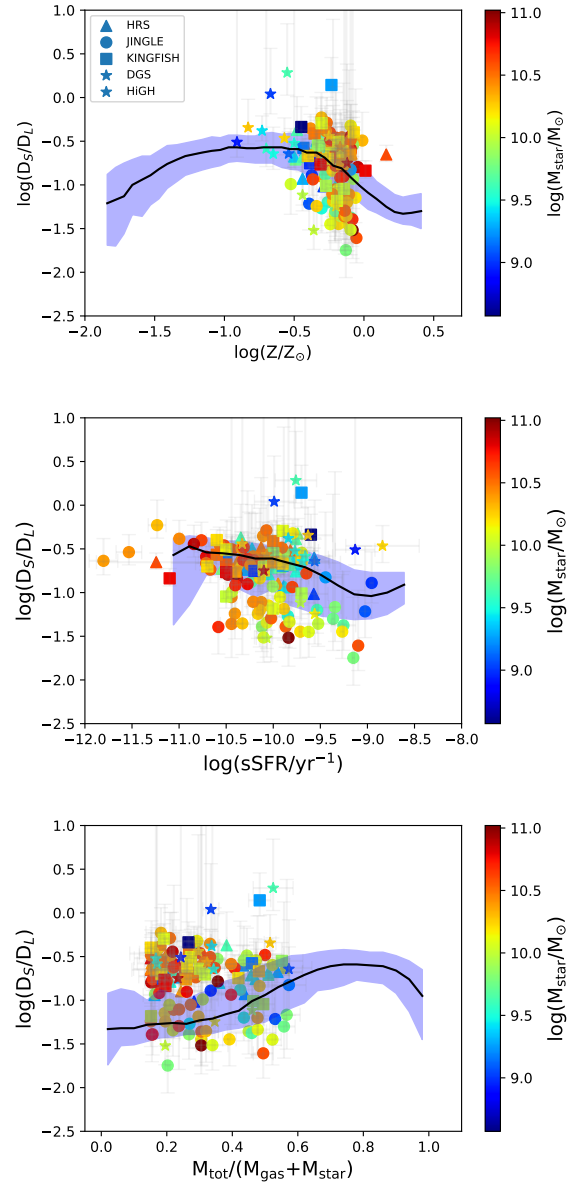 1.0
0.5
0.0
−0.5
−1.0
−1.5
−2.0
−2.5
log(D_S/D_L)
HRS
JINGLE
KINGFISH
DGS
HiGH
−2.0 −1.5 −1.0 −0.5 0.0 0.5
log(Z/Z_⊙)
11.0
10.5
10.0
9.5
9.0
log(M_star/M_⊙)
1.0
0.5
0.0
−0.5
−1.0
−1.5
−2.0
−2.5
log(D_S/D_L)
−12.0 −11.5 −11.0 −10.5 −10.0 −9.5 −9.0 −8.5 −8.0
log(sSFR/yr⁻¹)
11.0
10.5
10.0
9.5
9.0
log(M_star/M_⊙)
1.0
0.5
0.0
−0.5
−1.0
−1.5
−2.0
−2.5
log(D_S/D_L)
0.0 0.2 0.4 0.6 0.8 1.0
M_tot/(M_gas+M_star)
11.0
10.5
10.0
9.5
9.0
log(M_star/M_⊙)